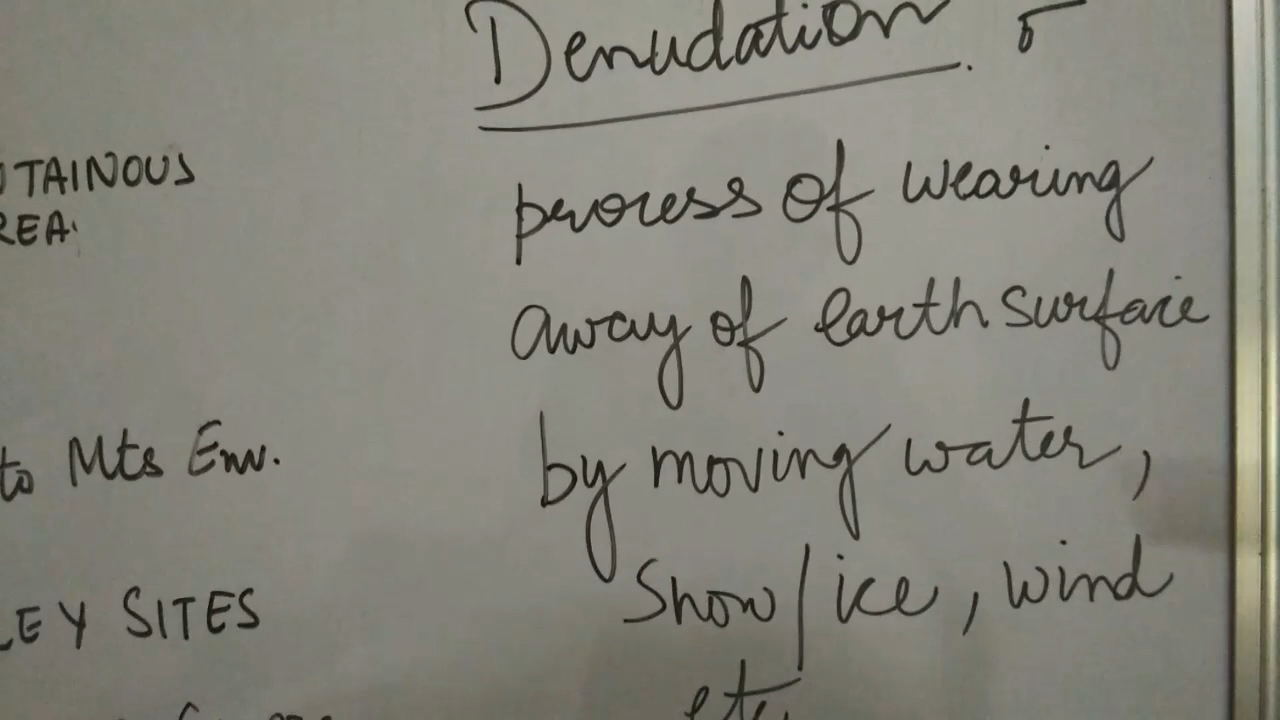 Denudation.
TAINOUS
REA.
process of wearing
away of earth surface
to Mts Env.
by moving water,
LEY SITES
Snow/ice, wind
etc.